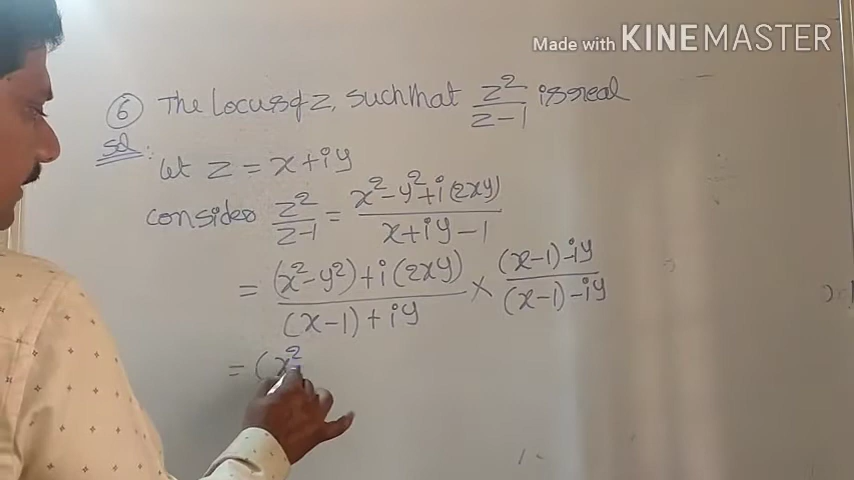 Made with KINEMASTER
6 The Locus of z, such that z²/z-1 is real
Sol: Let z = x+iy
consider z²/z-1 = x²-y²+i(2xy)/x+iy-1
= (x²-y²)+i(2xy)/(x-1)+iy × (x-1)-iy/(x-1)-iy
= (x²